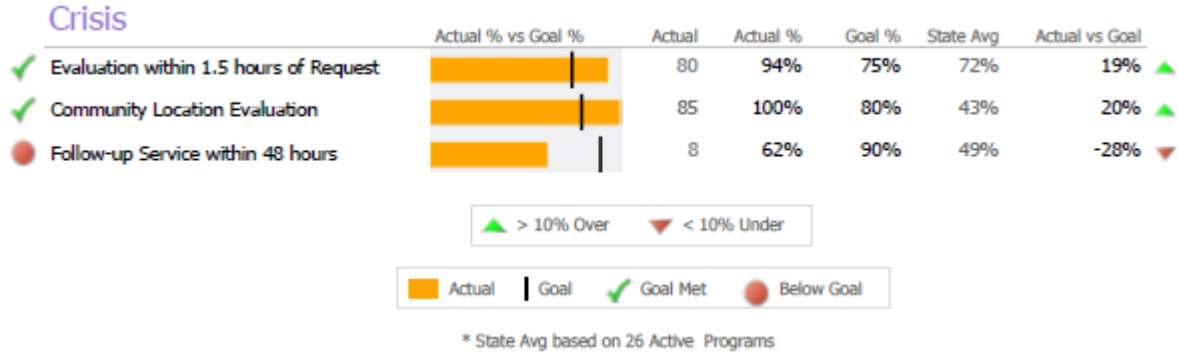 Crisis
Actual % vs Goal % Actual Actual % Goal % State Avg Actual vs Goal
Evaluation within 1.5 hours of Request 80 94% 75% 72% 19%
Community Location Evaluation 85 100% 80% 43% 20%
Follow-up Service within 48 hours 8 62% 90% 49% -28%
> 10% Over < 10% Under
Actual Goal Goal Met Below Goal
* State Avg based on 26 Active Programs